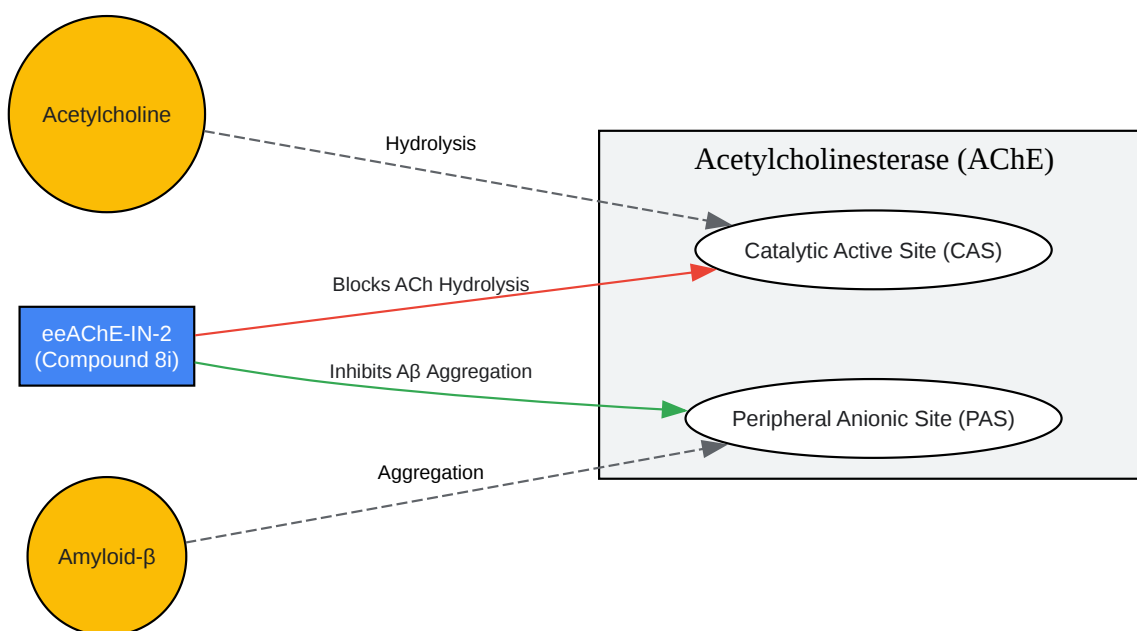 Acetylcholine
Hydrolysis
Acetylcholinesterase (AChE)
Catalytic Active Site (CAS)
Blocks ACh Hydrolysis
eeAChE-IN-2
(Compound 8i)
Inhibits Aβ Aggregation
Peripheral Anionic Site (PAS)
Aggregation
Amyloid-β